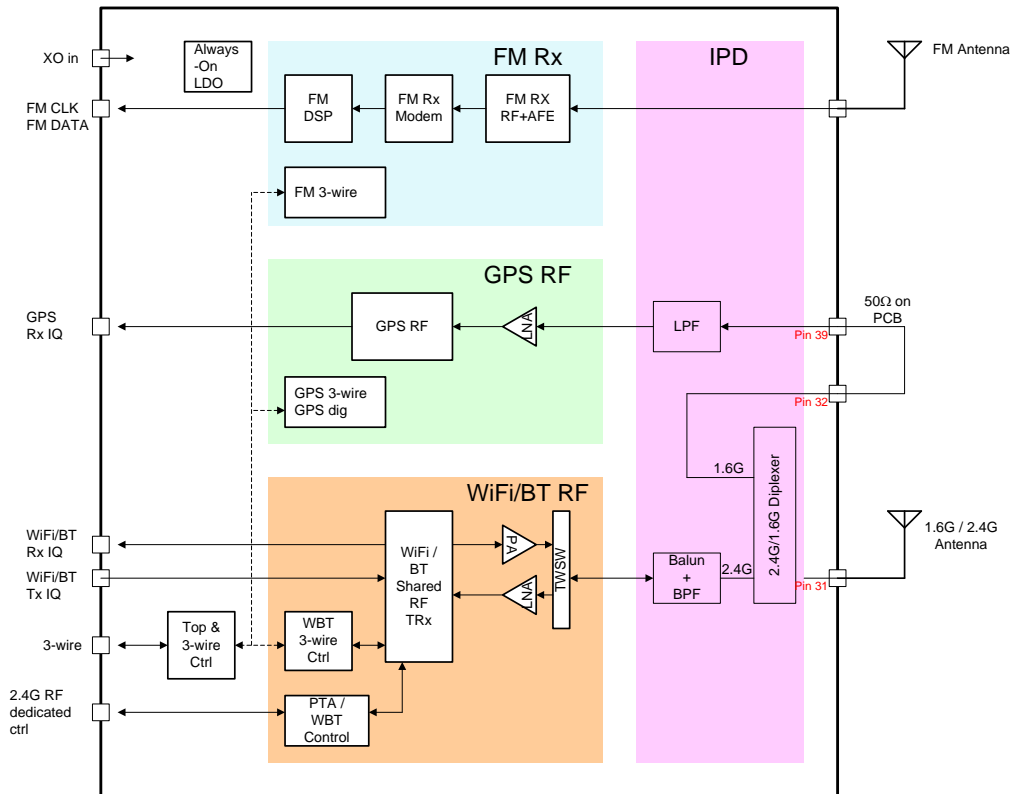 XO in
Always
-On
LDO
FM Rx
IPD
FM Antenna
FM CLK
FM DATA
FM
DSP
FM Rx
Modem
FM RX
RF+AFE
FM 3-wire
GPS RF
50Ω on
PCB
GPS
Rx IQ
GPS RF
LNA
LPF
Pin 39
GPS 3-wire
GPS dig
Pin 32
1.6G
2.4G/1.6G Diplexer
WiFi/BT RF
WiFi/BT
Rx IQ
WiFi/BT
Tx IQ
WiFi /
BT
Shared
RF
TRx
PA
LNA
TWSW
Balun
+
BPF
2.4G
Pin 31
1.6G / 2.4G
Antenna
3-wire
Top &
3-wire
Ctrl
WBT
3-wire
Ctrl
2.4G RF
dedicated
ctrl
PTA /
WBT
Control